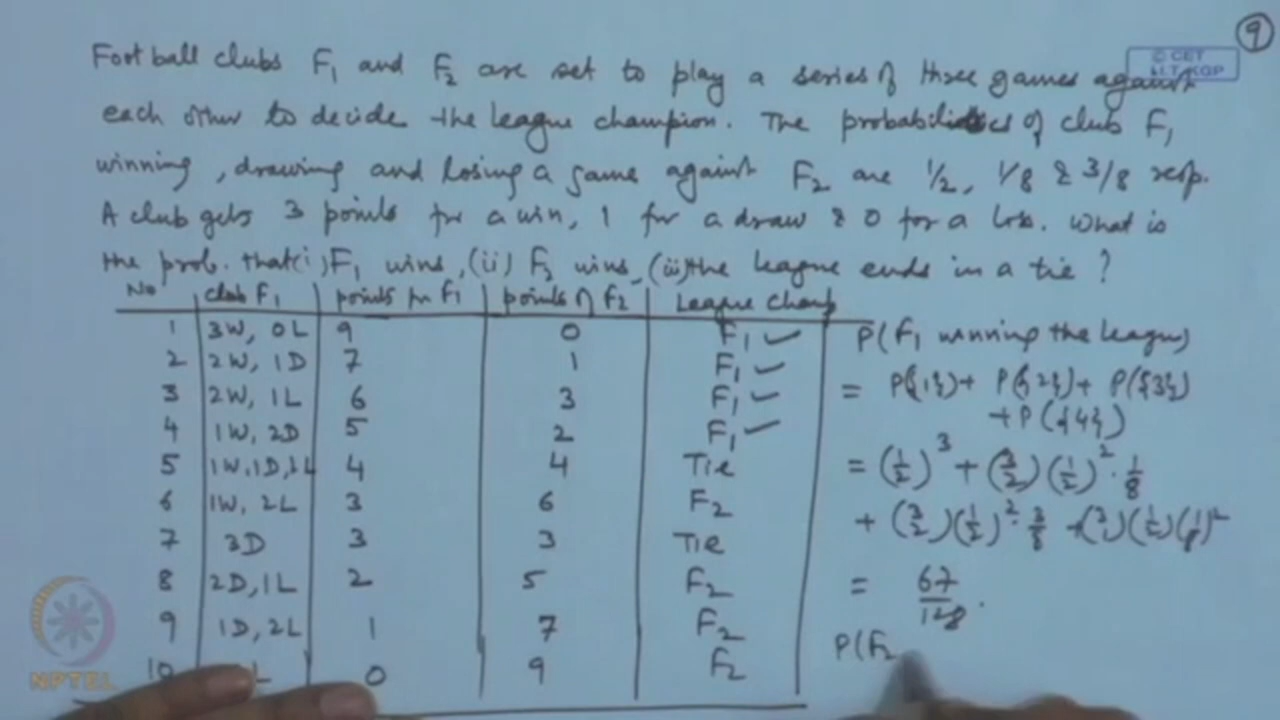 9
© CET
I.I.T. KGP
Football clubs F₁ and F₂ are set to play a series of three games against
each other to decide the league champion. The probabilities of club F₁
winning, drawing and losing a game against F₂ are 1/2, 1/8 & 3/8 resp.
A club gets 3 points for a win, 1 for a draw & 0 for a loss. What is
the prob. that (i) F₁ wins, (ii) F₂ wins, (iii) the league ends in a tie?
No club F₁ points for F₁ points of F₂ League Champ
1 3W, 0L 9 0 F₁ ✓
2 2W, 1D 7 1 F₁ ✓
3 2W, 1L 6 3 F₁ ✓
4 1W, 2D 5 2 F₁ ✓
5 1W, 1D, 1L 4 4 Tie
6 1W, 2L 3 6 F₂
7 3D 3 3 Tie
8 2D, 1L 2 5 F₂
9 1D, 2L 1 7 F₂
10 L 0 9 F₂
P(F₁ winning the league)
= P({1}) + P({2}) + P({3})
+ P({4})
= (1/2)³ + (3 2)(1/2)² · 1/8
+ (3 2)(1/2)² · 3/8 + (3 1)(1/2)(1/8)²
= 67/128 .
P(F₂
NPTEL